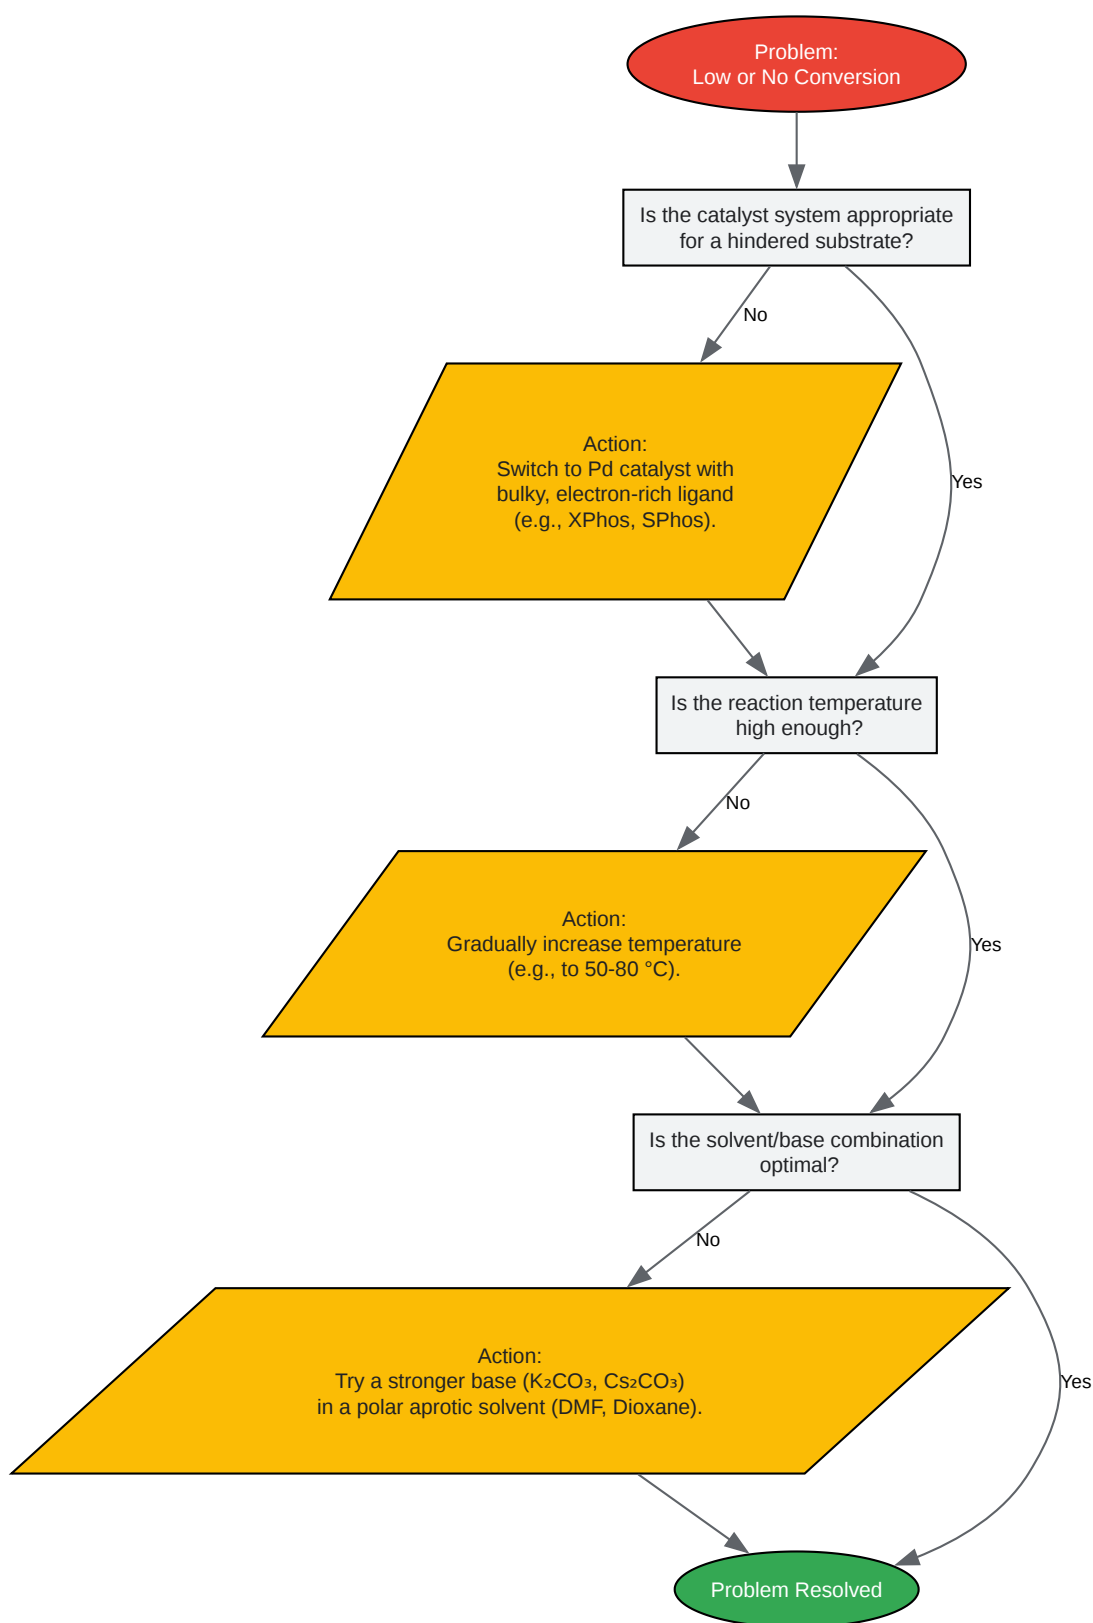 Problem:
Low or No Conversion
Is the catalyst system appropriate
for a hindered substrate?
No
Action:
Switch to Pd catalyst with
bulky, electron-rich ligand
(e.g., XPhos, SPhos).
Yes
Is the reaction temperature
high enough?
No
Action:
Gradually increase temperature
(e.g., to 50-80 °C).
Yes
Is the solvent/base combination
optimal?
No
Action:
Try a stronger base (K₂CO₃, Cs₂CO₃)
in a polar aprotic solvent (DMF, Dioxane).
Yes
Problem Resolved